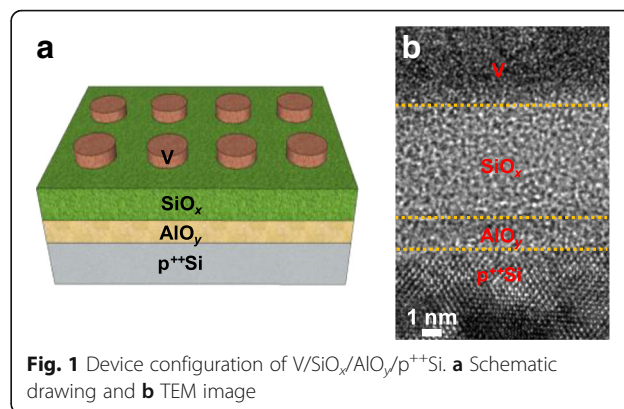 a
b
V
SiOx
AlOy
p++Si
V
SiOx
AlOy
p++Si
1 nm
Fig. 1 Device configuration of V/SiOx/AlOy/p++Si. a Schematic
drawing and b TEM image